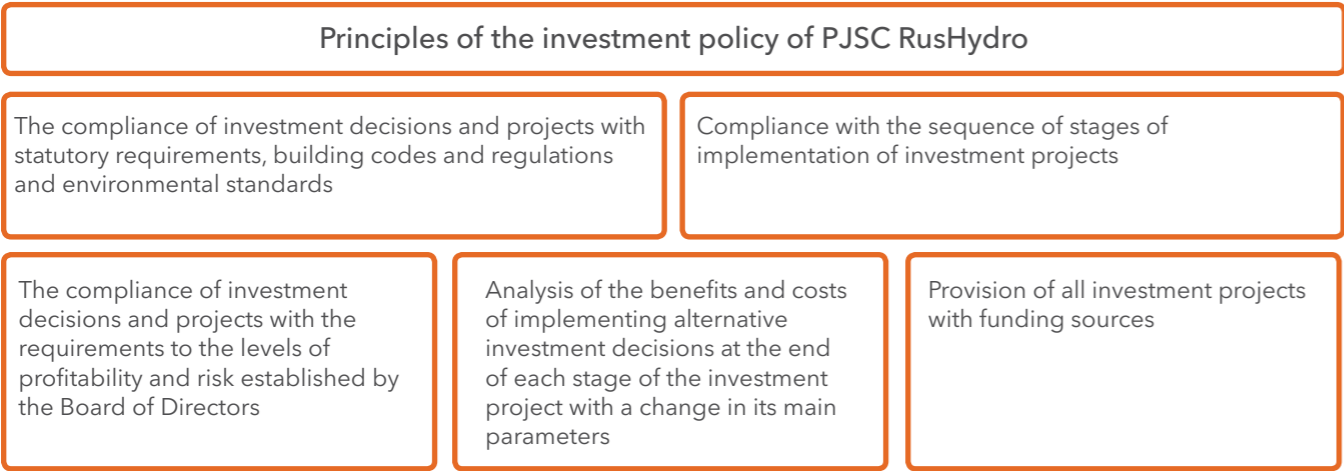 Principles of the investment policy of PJSC RusHydro
The compliance of investment decisions and projects with
statutory requirements, building codes and regulations
and environmental standards
Compliance with the sequence of stages of
implementation of investment projects
The compliance of investment
decisions and projects with the
requirements to the levels of
profitability and risk established by
the Board of Directors
Analysis of the benefits and costs
of implementing alternative
investment decisions at the end
of each stage of the investment
project with a change in its main
parameters
Provision of all investment projects
with funding sources